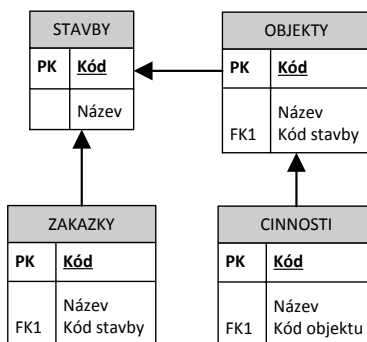 STAVBY
PK Kód
Název
OBJEKTY
PK Kód
Název
FK1 Kód stavby
ZAKAZKY
PK Kód
Název
FK1 Kód stavby
CINNOSTI
PK Kód
Název
FK1 Kód objektu